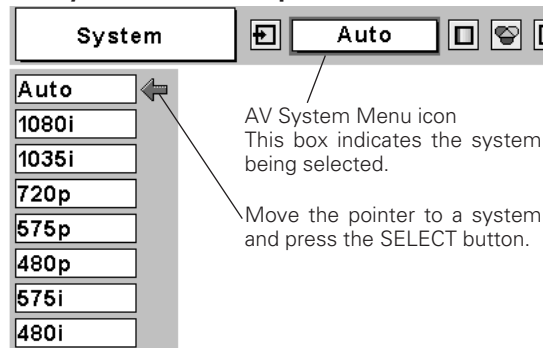 System
Auto
Auto
1080i
1035i
720p
575p
480p
575i
480i
AV System Menu icon
This box indicates the system
being selected.
Move the pointer to a system
and press the SELECT button.